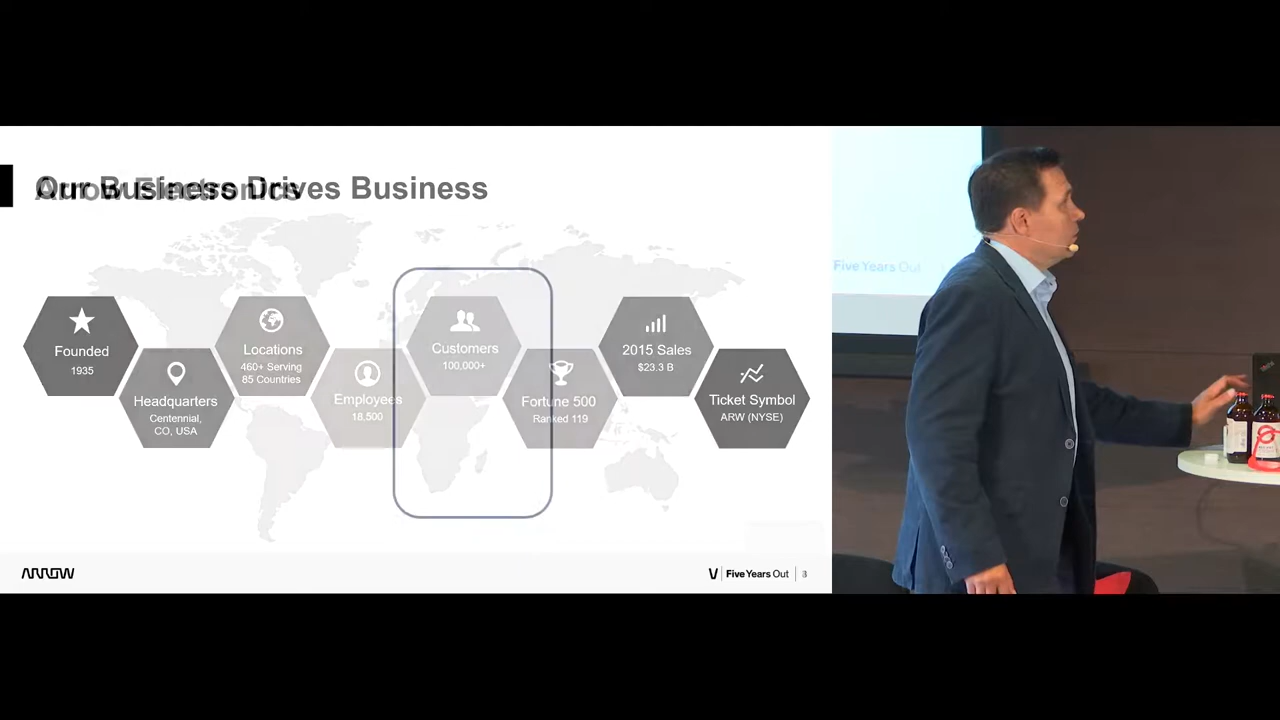 Our Business Drives Business
Arrow Electronics
Founded
1935
Headquarters
Centennial,
CO, USA
Locations
460+ Serving
85 Countries
Employees
18,500
Customers
100,000+
Fortune 500
Ranked 119
2015 Sales
$23.3 B
Ticket Symbol
ARW (NYSE)
ARROW
Five Years Out
Five Years Out